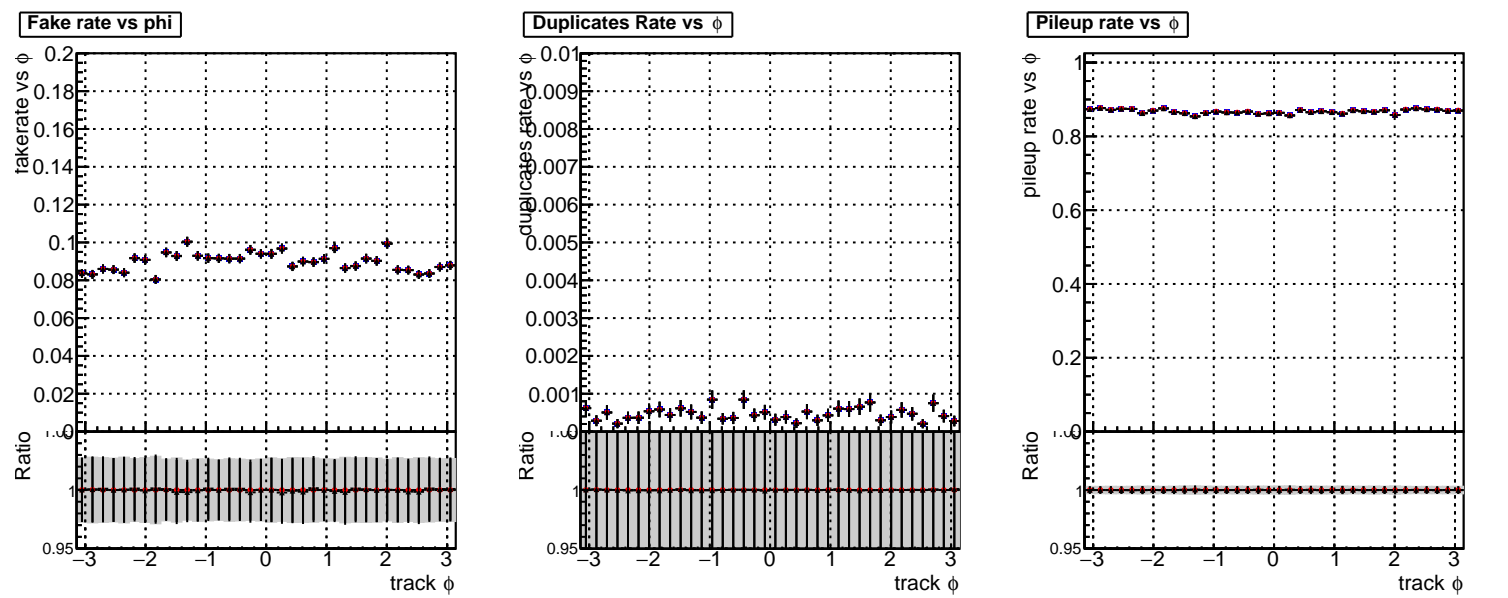 Fake rate vs phi
fakerate vs ϕ
0.2
0.18
0.16
0.14
0.12
0.1
0.08
0.06
0.04
0.02
0
Ratio
1
0.95
−3 −2 −1 0 1 2 3
track ϕ
Duplicates Rate vs ϕ
duplicates rate vs ϕ
0.01
0.009
0.008
0.007
0.006
0.005
0.004
0.003
0.002
0.001
0
Ratio
1
0.95
−3 −2 −1 0 1 2 3
track ϕ
Pileup rate vs ϕ
pileup rate vs ϕ
1
0.8
0.6
0.4
0.2
0
Ratio
1
0.95
−3 −2 −1 0 1 2 3
track ϕ